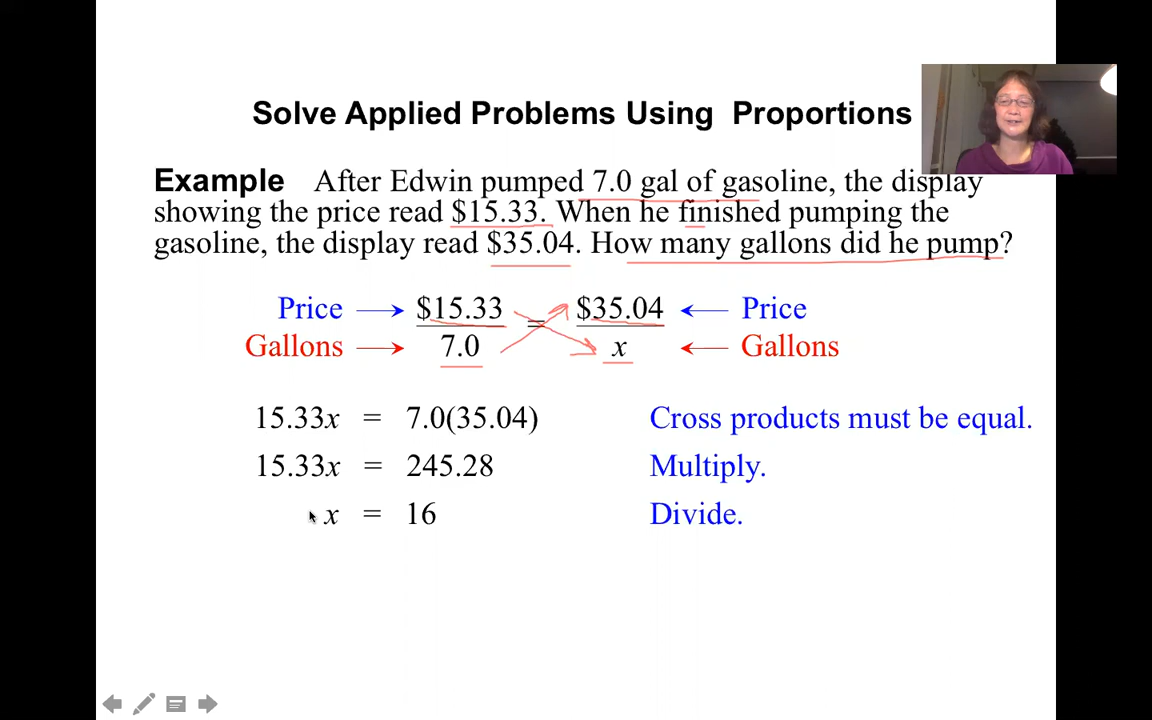 Solve Applied Problems Using Proportions
Example After Edwin pumped 7.0 gal of gasoline, the display
showing the price read $15.33. When he finished pumping the
gasoline, the display read $35.04. How many gallons did he pump?
Price → $15.33 = $35.04 ← Price
Gallons → 7.0 x ← Gallons
15.33x = 7.0(35.04) Cross products must be equal.
15.33x = 245.28 Multiply.
x = 16 Divide.